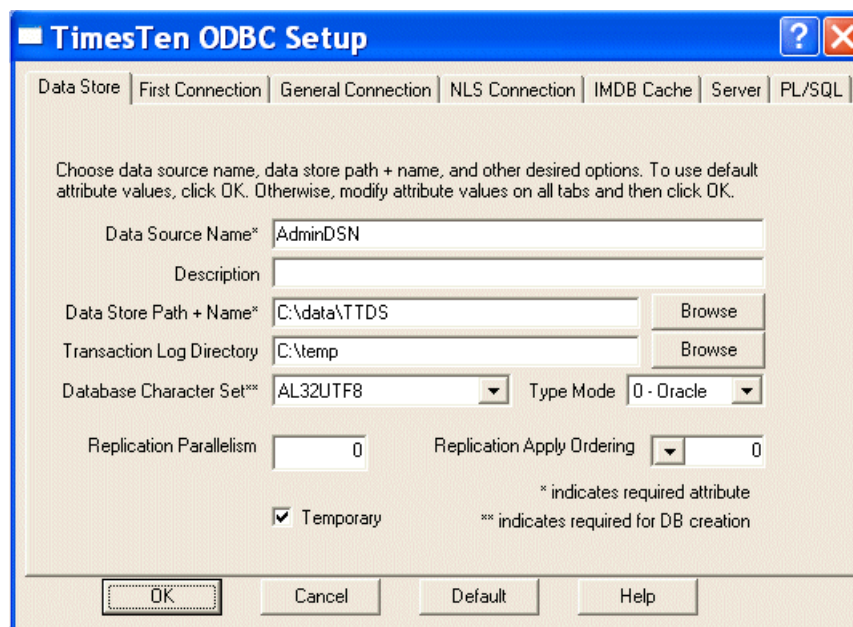 TimesTen ODBC Setup
Data Store First Connection General Connection NLS Connection IMDB Cache Server PL/SQL
Choose data source name, data store path + name, and other desired options. To use default
attribute values, click OK. Otherwise, modify attribute values on all tabs and then click OK.
Data Source Name* AdminDSN
Description
Data Store Path + Name* C:\data\TTDS Browse
Transaction Log Directory C:\temp Browse
Database Character Set** AL32UTF8 Type Mode 0 - Oracle
Replication Parallelism 0 Replication Apply Ordering 0
* indicates required attribute
Temporary ** indicates required for DB creation
OK Cancel Default Help